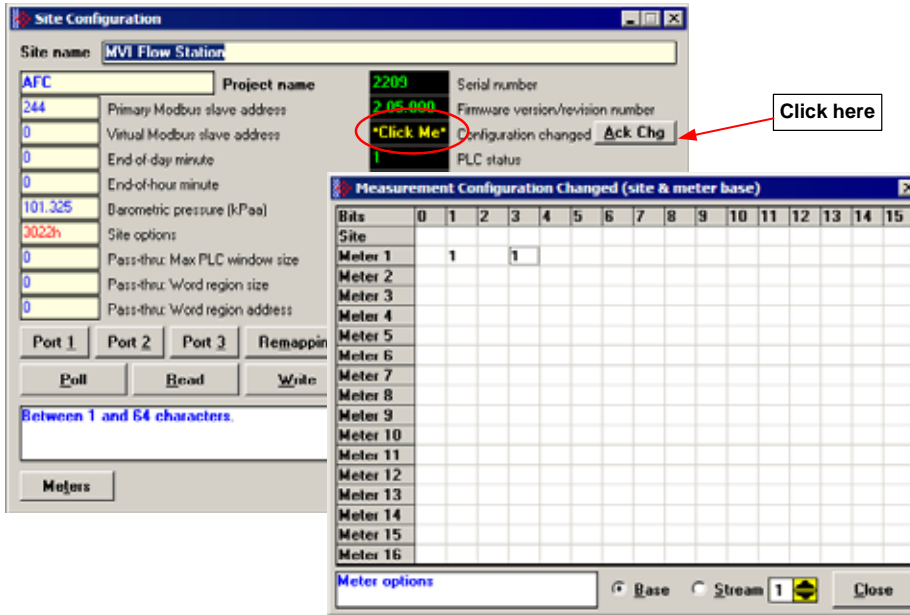 Site Configuration
Site name MVI Flow Station
AFC Project name 2209 Serial number
244 Primary Modbus slave address 2.05.000 Firmware version/revision number
0 Virtual Modbus slave address *Click Me* Configuration changed Ack Chg
Click here
0 End-of-day minute 1 PLC status
0 End-of-hour minute
101.325 Barometric pressure (kPaa)
3022h Site options
0 Pass-thru: Max PLC window size
0 Pass-thru: Word region size
0 Pass-thru: Word region address
Port 1 Port 2 Port 3 Remappin
Poll Read Write
Between 1 and 64 characters.
Meters
Measurement Configuration Changed (site & meter base)
Bits 0 1 2 3 4 5 6 7 8 9 10 11 12 13 14 15
Site
Meter 1 1 1
Meter 2
Meter 3
Meter 4
Meter 5
Meter 6
Meter 7
Meter 8
Meter 9
Meter 10
Meter 11
Meter 12
Meter 13
Meter 14
Meter 15
Meter 16
Meter options Base Stream 1 Close